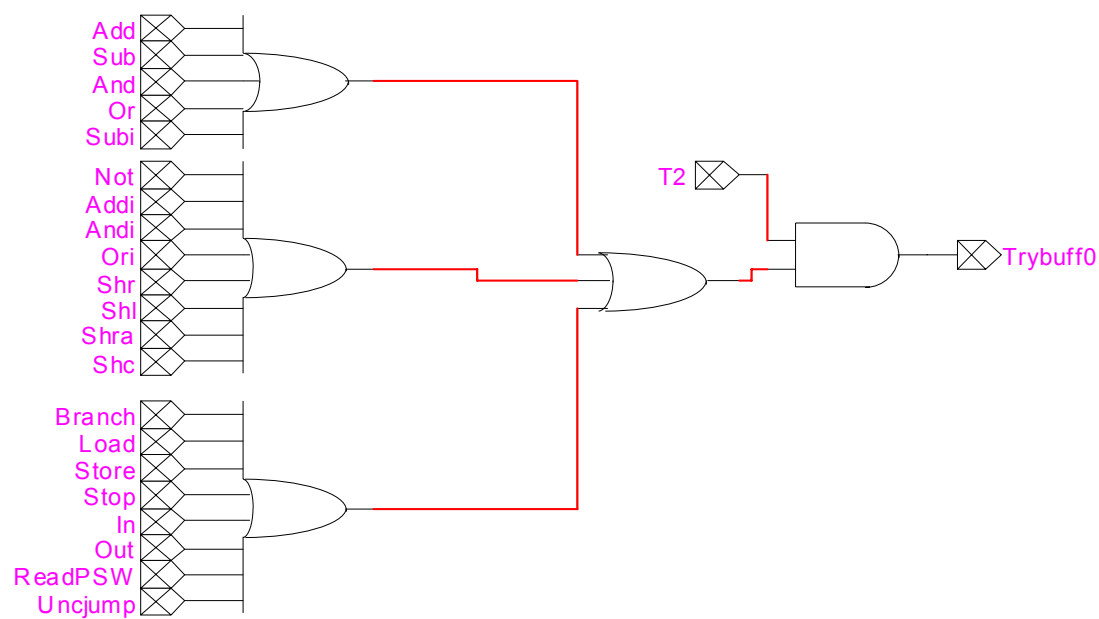 Add
Sub
And
Or
Subi
Not
Addi
Andi
Ori
Shr
Shl
Shra
Shc
Branch
Load
Store
Stop
In
Out
ReadPSW
Uncjump
T2
Trybuff0